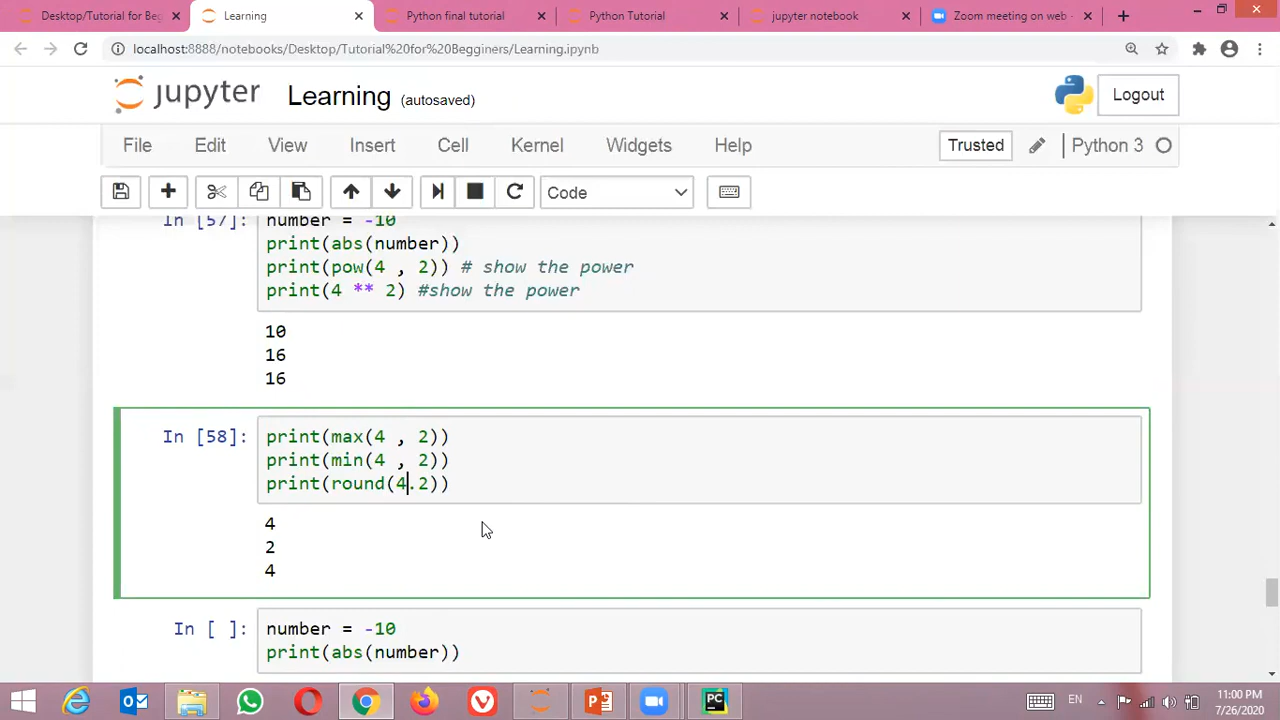 Desktop/Tutorial for Beg
Learning
Python final tutorial
Python Tutorial
jupyter notebook
Zoom meeting on web -
localhost:8888/notebooks/Desktop/Tutorial%20for%20Begginers/Learning.ipynb
jupyter Learning (autosaved)
Logout
File Edit View Insert Cell Kernel Widgets Help
Trusted
Python 3
Code
In [57]: number = -10
print(abs(number))
print(pow(4 , 2)) # show the power
print(4 ** 2) #show the power
10
16
16
In [58]: print(max(4 , 2))
print(min(4 , 2))
print(round(4.2))
4
2
4
In [ ]: number = -10
print(abs(number))
EN
11:00 PM
7/26/2020